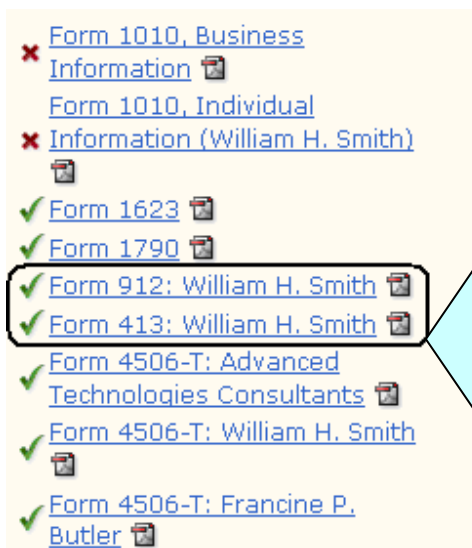 Form 1010, Business
Information
Form 1010, Individual
Information (William H. Smith)
Form 1623
Form 1790
Form 912: William H. Smith
Form 413: William H. Smith
Form 4506-T: Advanced
Technologies Consultants
Form 4506-T: William H. Smith
Form 4506-T: Francine P.
Butler